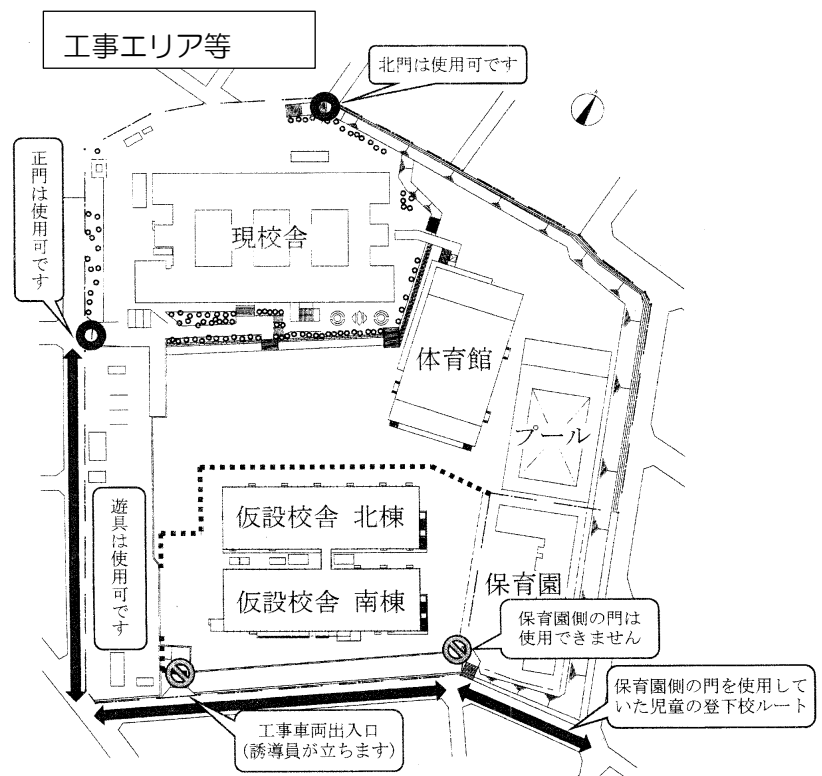 工事エリア等
北門は使用可です
正門は使用可です
現校舎
体育館
プール
遊具は使用可です
仮設校舎 北棟
仮設校舎 南棟
保育園
保育園側の門は
使用できません
保育園側の門を使用して
いた児童の登下校ルート
工事車両出入口
(誘導員が立ちます)